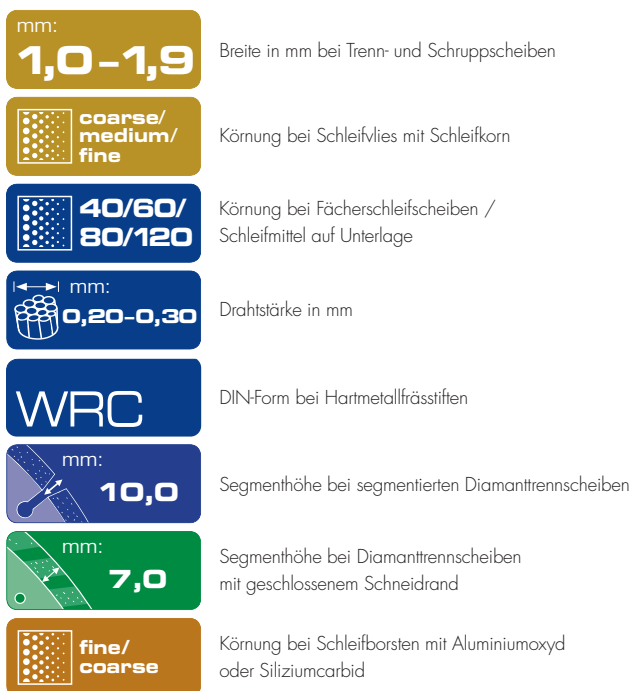 mm:
1,0–1,9
Breite in mm bei Trenn- und Schruppscheiben
coarse/
medium/
fine
Körnung bei Schleifvlies mit Schleifkorn
40/60/
80/120
Körnung bei Fächerschleifscheiben /
Schleifmittel auf Unterlage
mm:
0,20–0,30
Drahtstärke in mm
WRC
DIN-Form bei Hartmetallfrässtiften
mm:
10,0
Segmenthöhe bei segmentierten Diamanttrennscheiben
mm:
7,0
Segmenthöhe bei Diamanttrennscheiben
mit geschlossenem Schneidrand
fine/
coarse
Körnung bei Schleifborsten mit Aluminiumoxyd
oder Siliziumcarbid